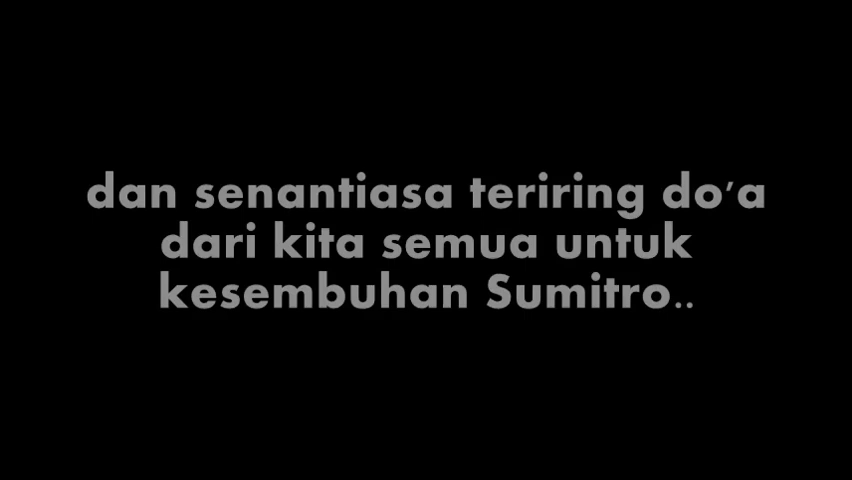 dan senantiasa teriring do'a
dari kita semua untuk
kesembuhan Sumitro..